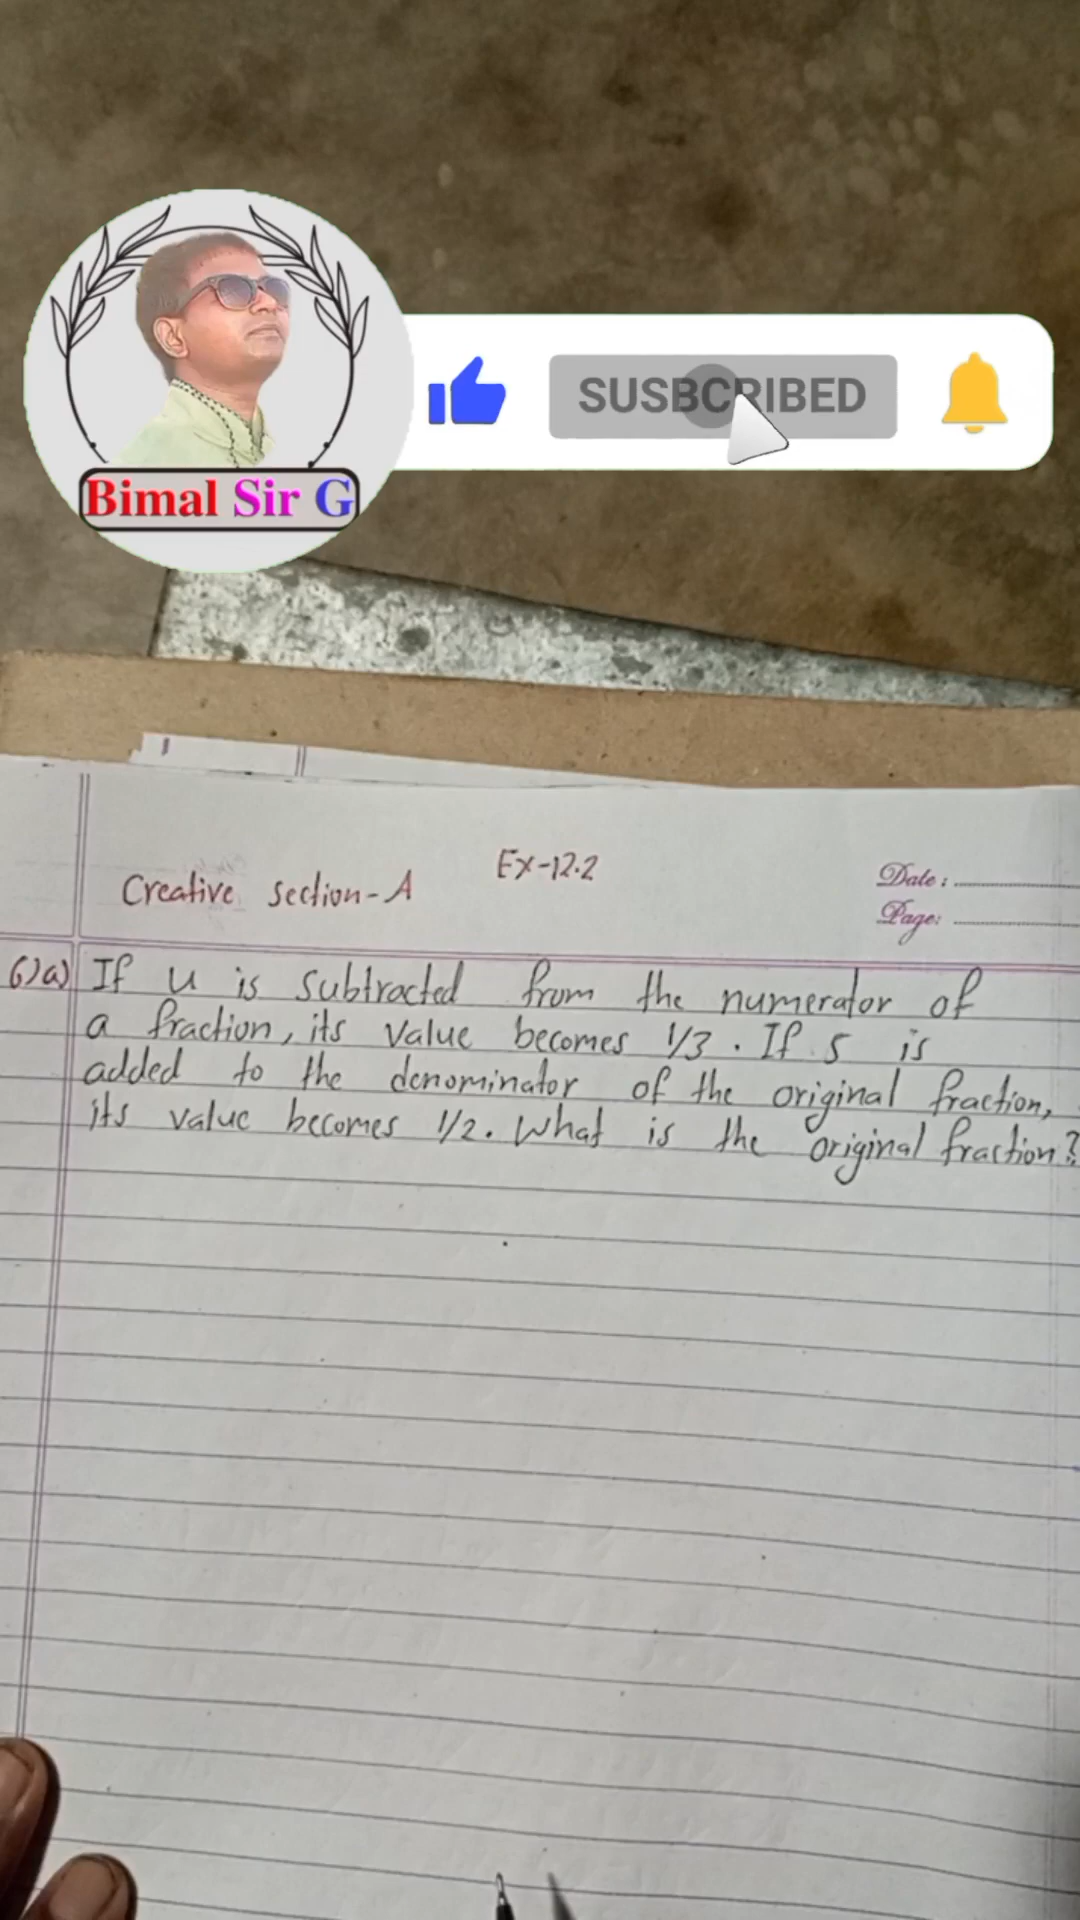 Bimal Sir G
SUSBCRIBED
Ex-12.2
Creative section-A
Date:
Page:
6)a) If u is subtracted from the numerator of
a fraction, its value becomes 1/3. If 5 is
added to the denominator of the original fraction,
its value becomes 1/2. What is the original fraction?